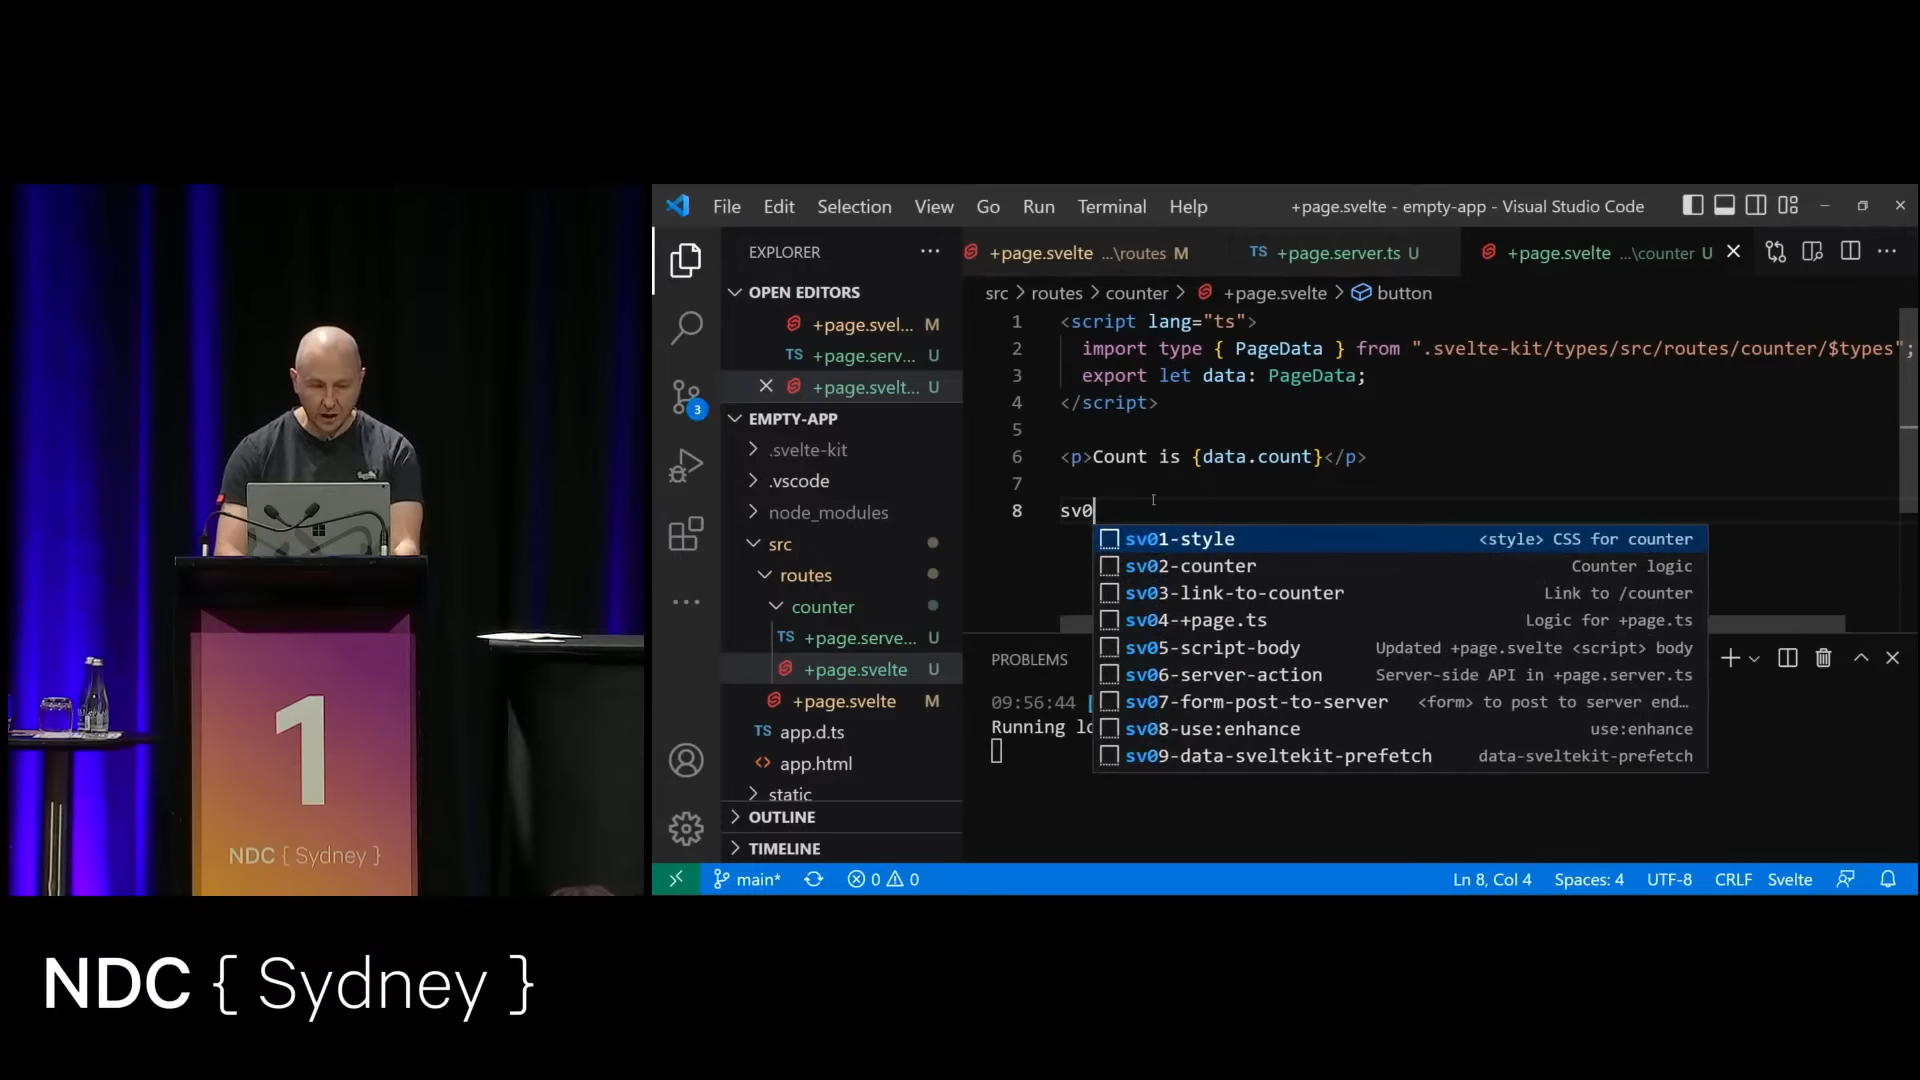 File Edit Selection View Go Run Terminal Help
+page.svelte - empty-app - Visual Studio Code
EXPLORER
OPEN EDITORS
+page.svel... M
TS +page.serv... U
+page.svelt... U
EMPTY-APP
.svelte-kit
.vscode
node_modules
src
routes
counter
TS +page.serve... U
+page.svelte U
+page.svelte M
TS app.d.ts
app.html
static
OUTLINE
TIMELINE
3
+page.svelte ...\routes M
TS +page.server.ts U
+page.svelte ...\counter U
src > routes > counter > +page.svelte > button
1 <script lang="ts">
2 import type { PageData } from ".svelte-kit/types/src/routes/counter/$types";
3 export let data: PageData;
4 </script>
5
6 <p>Count is {data.count}</p>
7
8 sv0
sv01-style <style> CSS for counter
sv02-counter Counter logic
sv03-link-to-counter Link to /counter
sv04-+page.ts Logic for +page.ts
sv05-script-body Updated +page.svelte <script> body
sv06-server-action Server-side API in +page.server.ts
sv07-form-post-to-server <form> to post to server end...
sv08-use:enhance use:enhance
sv09-data-sveltekit-prefetch data-sveltekit-prefetch
PROBLEMS
09:56:44
Running lo
main* 0 0
Ln 8, Col 4 Spaces: 4 UTF-8 CRLF Svelte
1
NDC { Sydney }
NDC { Sydney }